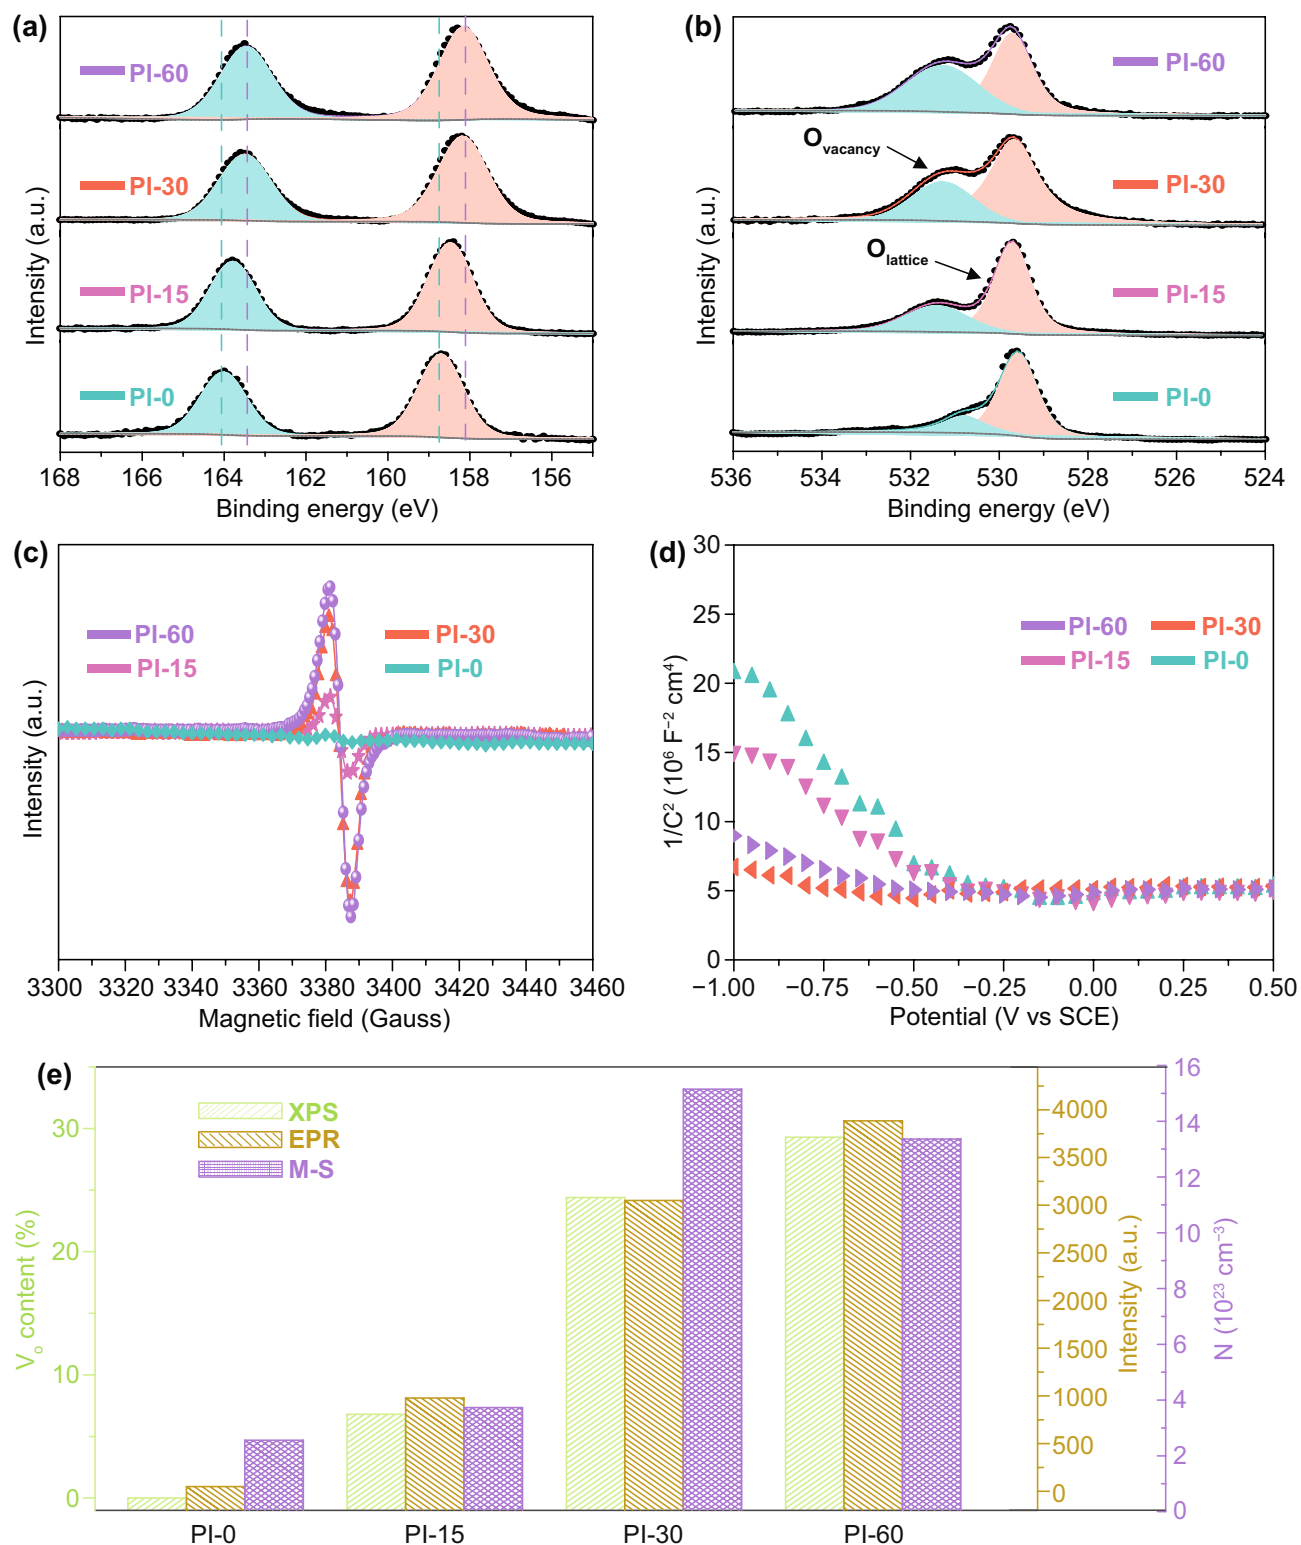 (a)
PI-60
PI-30
PI-15
PI-0
Intensity (a.u.)
168 166 164 162 160 158 156
Binding energy (eV)
(b)
PI-60
O vacancy
PI-30
O lattice
PI-15
PI-0
Intensity (a.u.)
536 534 532 530 528 526 524
Binding energy (eV)
(c)
PI-60 PI-30
PI-15 PI-0
Intensity (a.u.)
3300 3320 3340 3360 3380 3400 3420 3440 3460
Magnetic field (Gauss)
(d)
30
25
20
15
10
5
0
PI-60 PI-30
PI-15 PI-0
1/C² (10⁶ F⁻² cm⁴)
−1.00 −0.75 −0.50 −0.25 0.00 0.25 0.50
Potential (V vs SCE)
(e)
XPS
EPR
M-S
30
20
10
0
Vₒ content (%)
4000
3500
3000
2500
2000
1500
1000
500
0
Intensity (a.u.)
16
14
12
10
8
6
4
2
0
N (10²³ cm⁻³)
PI-0 PI-15 PI-30 PI-60